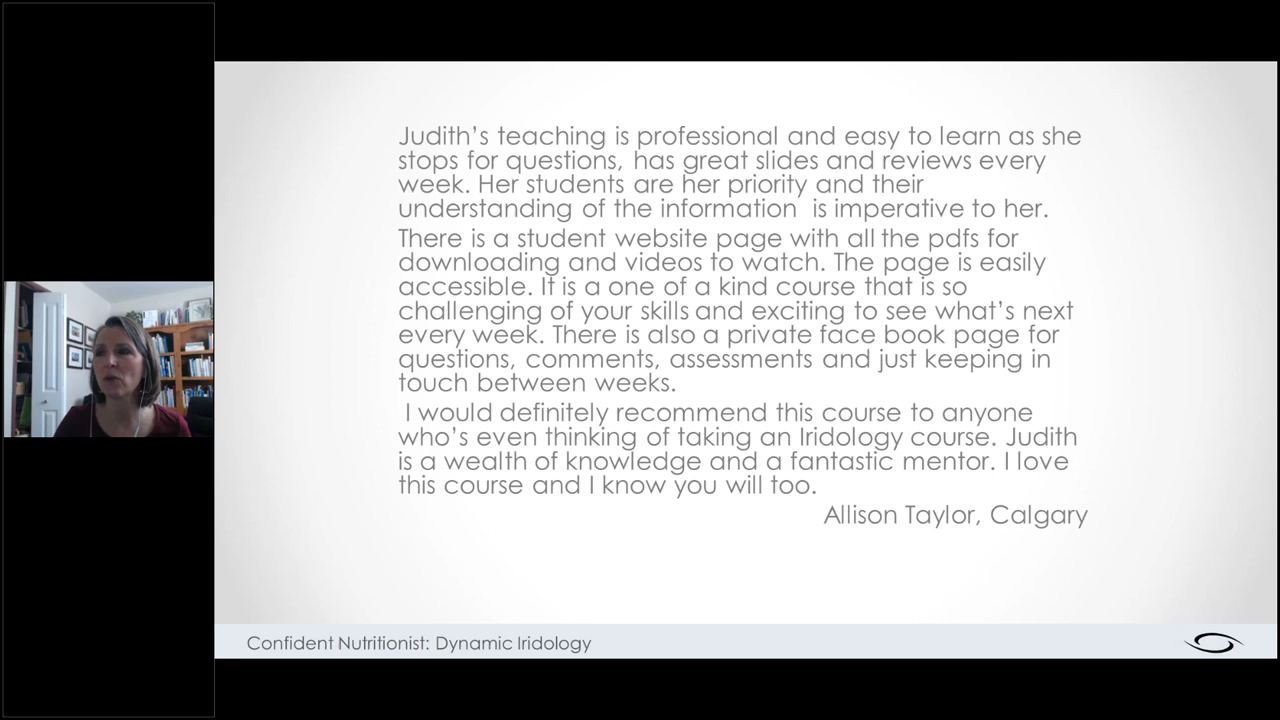 Judith’s teaching is professional and easy to learn as she
stops for questions, has great slides and reviews every
week. Her students are her priority and their
understanding of the information  is imperative to her.
There is a student website page with all the pdfs for
downloading and videos to watch. The page is easily
accessible. It is a one of a kind course that is so
challenging of your skills and exciting to see what’s next
every week. There is also a private face book page for
questions, comments, assessments and just keeping in
touch between weeks.
I would definitely recommend this course to anyone
who’s even thinking of taking an Iridology course. Judith
is a wealth of knowledge and a fantastic mentor. I love
this course and I know you will too.
Allison Taylor, Calgary
Confident Nutritionist: Dynamic Iridology